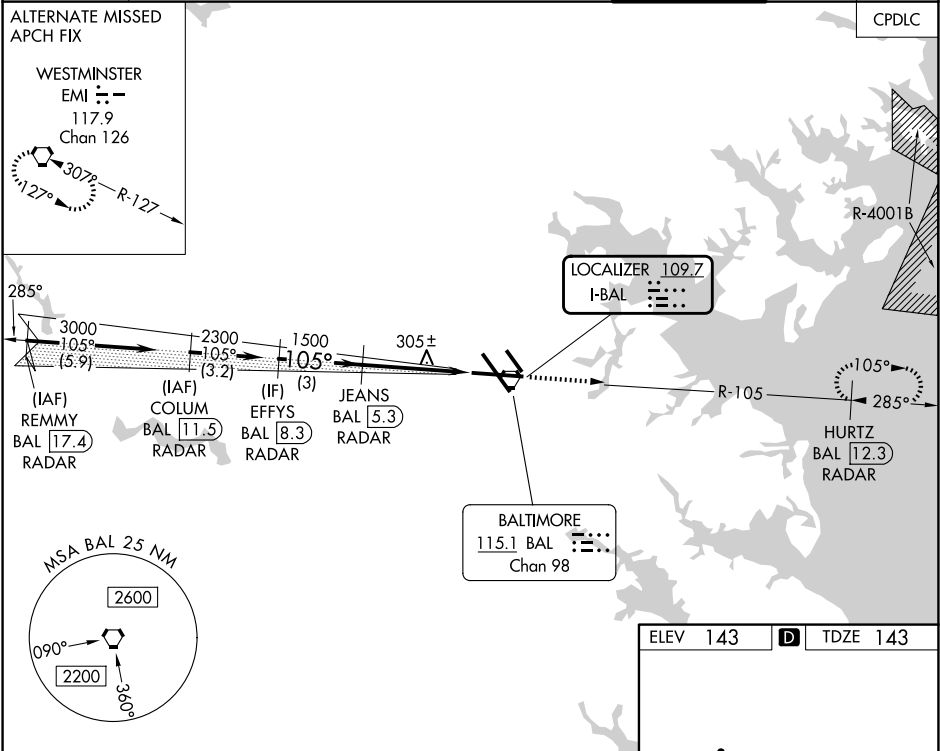 ALTERNATE MISSED
APCH FIX
WESTMINSTER
EMI
117.9
Chan 126
307°
127°
R-127
CPDLC
R-4001B
LOCALIZER 109.7
I-BAL
285°
3000
105°
(5.9)
2300
105°
(3.2)
1500
105°
(3)
305±
(IAF)
REMMY
BAL 17.4
RADAR
(IAF)
COLUM
BAL 11.5
RADAR
(IF)
EFFYS
BAL 8.3
RADAR
JEANS
BAL 5.3
RADAR
R-105
105°
285°
HURTZ
BAL 12.3
RADAR
BALTIMORE
115.1 BAL
Chan 98
MSA BAL 25 NM
2600
090°
2200
360°
ELEV 143 D TDZE 143